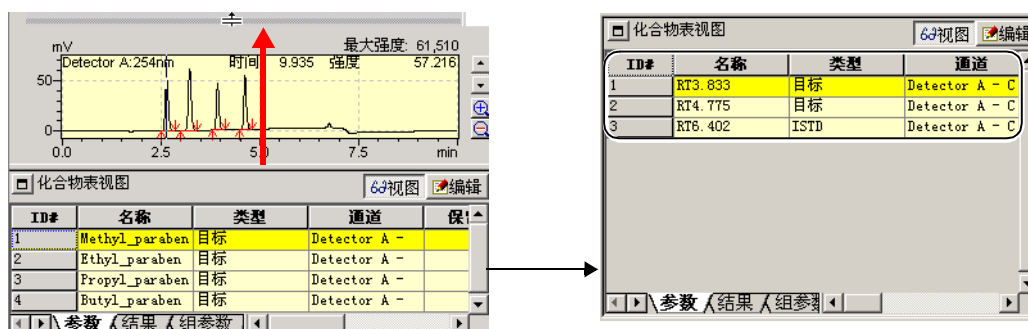 mV
最大强度: 61,510
Detector A:254nm 时间 9.935 强度 57.216
50
0
0.0 2.5 5.0 7.5 min
化合物表视图 视图 编辑
ID# 名称 类型 通道
1 Methyl_paraben 目标 Detector A -
2 Ethyl_paraben 目标 Detector A -
3 Propyl_paraben 目标 Detector A -
4 Butyl_paraben 目标 Detector A -
参数 结果 组参数
化合物表视图 视图 编辑
ID# 名称 类型 通道
1 RT3.833 目标 Detector A - C
2 RT4.775 目标 Detector A - C
3 RT6.402 ISTD Detector A - C
参数 结果 组参数